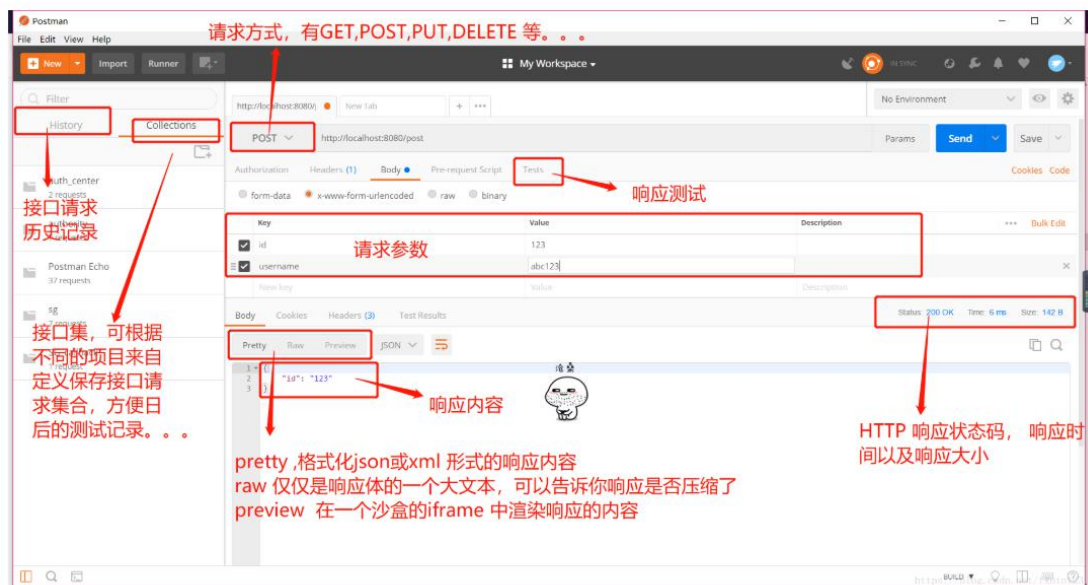 Postman
File Edit View Help
请求方式，有GET,POST,PUT,DELETE 等。。。
New Import Runner My Workspace IN SYNC
Filter
History Collections
http://localhost:8080/ New Tab + ••• No Environment
POST http://localhost:8080/post Params Send Save
Authorization Headers (1) Body Pre-request Script Tests Cookies Code
响应测试
form-data x-www-form-urlencoded raw binary
Key Value Description ••• Bulk Edit
id 123
请求参数
username abc123
New key Value Description
auth_center
2 requests
接口请求
历史记录
authority
Postman Echo
37 requests
sg
接口集，可根据
不同的项目来自
定义保存接口请
求集合，方便日
后的测试记录。。。
1 request
Body Cookies Headers (3) Test Results Status: 200 OK Time: 6 ms Size: 142 B
Pretty Raw Preview JSON
1 {
2 "id": "123"
3 }
沧桑
响应内容
HTTP 响应状态码， 响应时
间以及响应大小
pretty ,格式化json或xml 形式的响应内容
raw 仅仅是响应体的一个大文本，可以告诉你响应是否压缩了
preview 在一个沙盒的iframe 中渲染响应的内容
BUILD